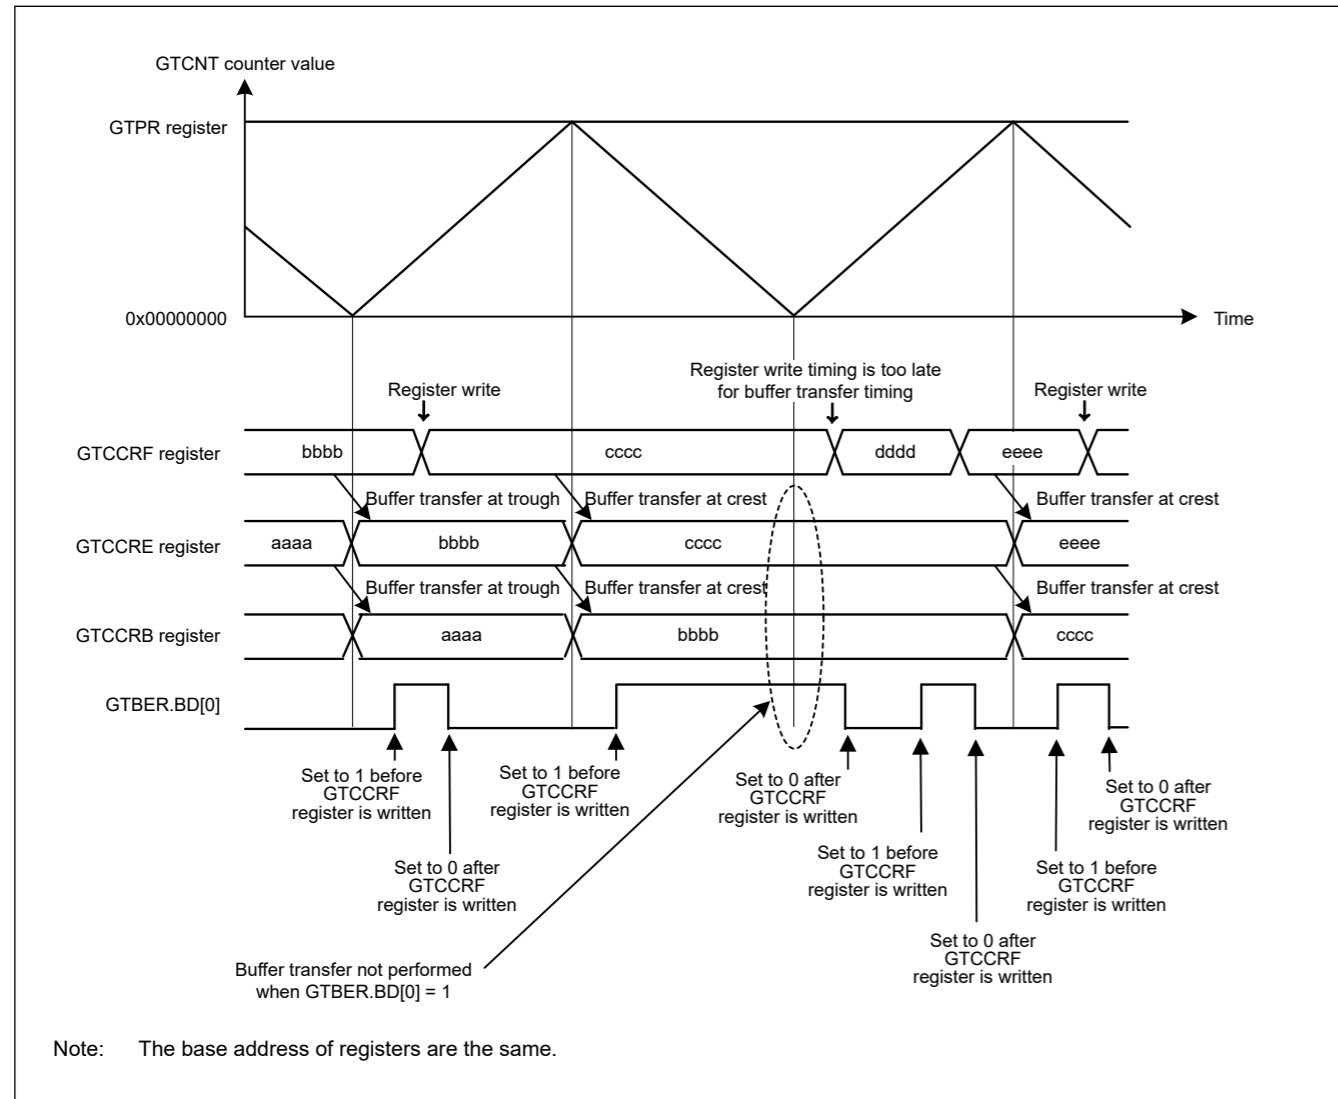 GTCNT counter value
GTPR register
0x00000000
Time
Register write timing is too late
for buffer transfer timing
Register write
Register write
GTCCRF register
bbbb
cccc
dddd
eeee
Buffer transfer at trough
Buffer transfer at crest
Buffer transfer at crest
GTCCRE register
aaaa
bbbb
cccc
eeee
Buffer transfer at trough
Buffer transfer at crest
Buffer transfer at crest
GTCCRB register
aaaa
bbbb
cccc
GTBER.BD[0]
Set to 1 before
GTCCRF
register is written
Set to 0 after
GTCCRF
register is written
Set to 1 before
GTCCRF
register is written
Set to 0 after
GTCCRF
register is written
Set to 1 before
GTCCRF
register is written
Set to 0 after
GTCCRF
register is written
Set to 1 before
GTCCRF
register is written
Set to 0 after
GTCCRF
register is written
Buffer transfer not performed
when GTBER.BD[0] = 1
Note: The base address of registers are the same.